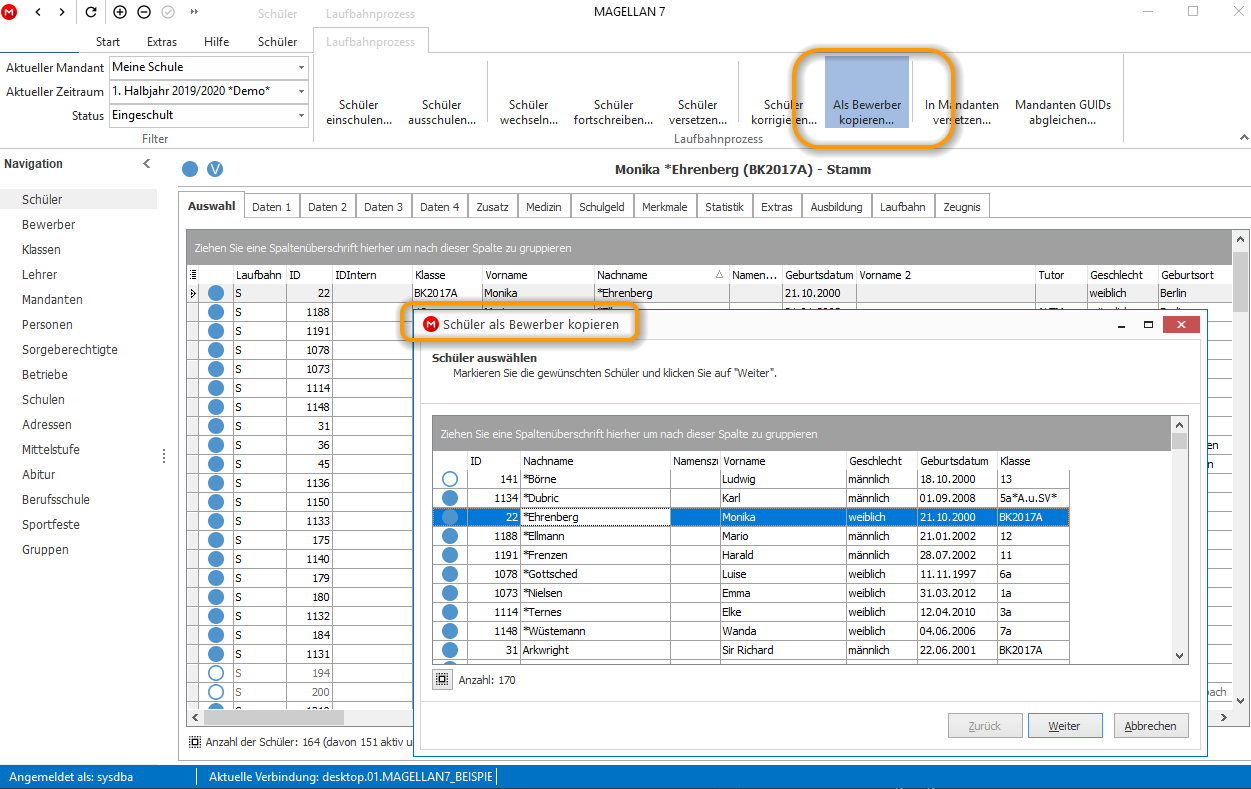 M
Schüler Laufbahnprozess MAGELLAN 7
Start Extras Hilfe Schüler Laufbahnprozess
Aktueller Mandant Meine Schule
Aktueller Zeitraum 1. Halbjahr 2019/2020 *Demo*
Status Eingeschult
Filter
Schüler einschulen...
Schüler ausschulen...
Schüler wechseln...
Schüler fortschreiben...
Schüler versetzen...
Schüler korrigieren...
Als Bewerber kopieren...
In Mandanten versetzen...
Mandanten GUIDs abgleichen...
Laufbahnprozess
Navigation
Schüler
Bewerber
Klassen
Lehrer
Mandanten
Personen
Sorgeberechtigte
Betriebe
Schulen
Adressen
Mittelstufe
Abitur
Berufsschule
Sportfeste
Gruppen
V Monika *Ehrenberg (BK2017A) - Stamm
Auswahl Daten 1 Daten 2 Daten 3 Daten 4 Zusatz Medizin Schulgeld Merkmale Statistik Extras Ausbildung Laufbahn Zeugnis
Ziehen Sie eine Spaltenüberschrift hierher um nach dieser Spalte zu gruppieren
Laufbahn ID IDIntern Klasse Vorname Nachname Namen... Geburtsdatum Vorname 2 Tutor Geschlecht Geburtsort
S 22 BK2017A Monika *Ehrenberg 21.10.2000 weiblich Berlin
S 1188
S 1191
S 1078
S 1073
S 1114
S 1148
S 31
S 36
S 45
S 1136
S 1150
S 1133
S 175
S 1140
S 179
S 180
S 1132
S 184
S 1131
S 194
S 200
Anzahl der Schüler: 164 (davon 151 aktiv u
M Schüler als Bewerber kopieren
Schüler auswählen
Markieren Sie die gewünschten Schüler und klicken Sie auf "Weiter".
Ziehen Sie eine Spaltenüberschrift hierher um nach dieser Spalte zu gruppieren
ID Nachname Namensz Vorname Geschlecht Geburtsdatum Klasse
141 *Börne Ludwig männlich 18.10.2000 13
1134 *Dubric Karl männlich 01.09.2008 5a*A.u.SV*
22 *Ehrenberg Monika weiblich 21.10.2000 BK2017A
1188 *Ellmann Mario männlich 21.01.2002 12
1191 *Frenzen Harald männlich 28.07.2002 11
1078 *Gottsched Luise weiblich 11.11.1997 6a
1073 *Nielsen Emma weiblich 31.03.2012 1a
1114 *Ternes Elke weiblich 12.04.2010 3a
1148 *Wüstemann Wanda weiblich 04.06.2006 7a
31 Arkwright Sir Richard männlich 22.06.2001 BK2017A
Anzahl: 170
Zurück Weiter Abbrechen
Angemeldet als: sysdba Aktuelle Verbindung: desktop.01.MAGELLAN7_BEISPIE